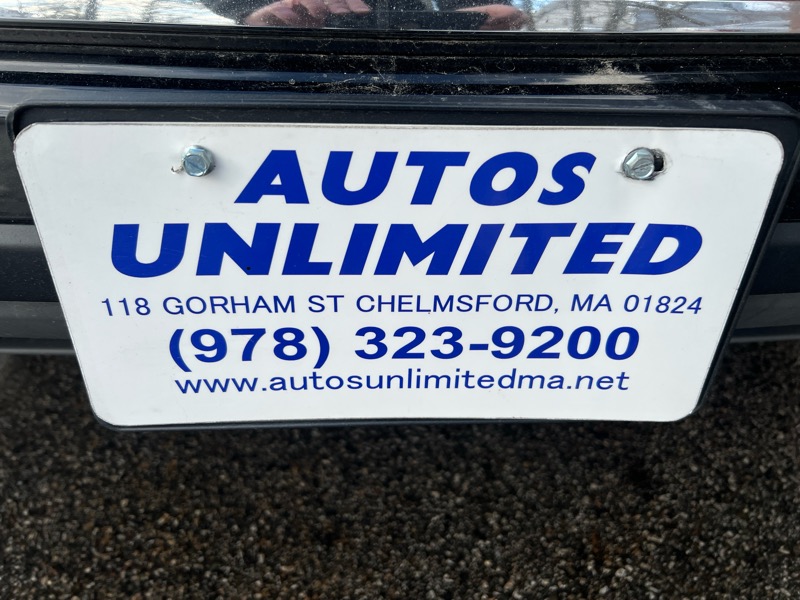 AUTOS
UNLIMITED
118 GORHAM ST CHELMSFORD, MA 01824
(978) 323-9200
www.autosunlimitedma.net